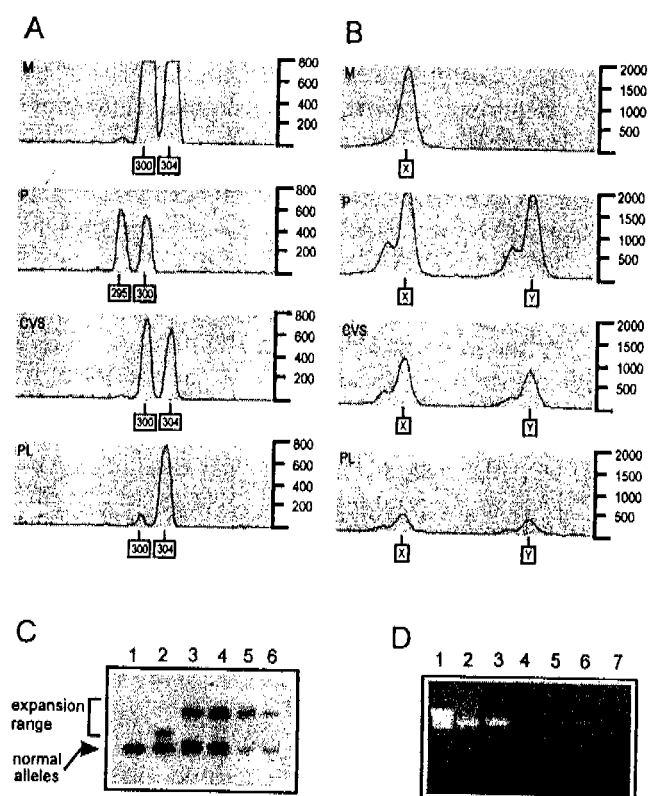 A
M
800
600
400
200
300 304
P
800
600
400
200
295 300
CVS
800
600
400
200
300 304
PL
800
600
400
200
300 304
B
M
2000
1500
1000
500
X
P
2000
1500
1000
500
X Y
CVS
2000
1500
1000
500
X Y
PL
2000
1500
1000
500
X Y
C
1 2 3 4 5 6
expansion
range
normal
alleles
D
1 2 3 4 5 6 7